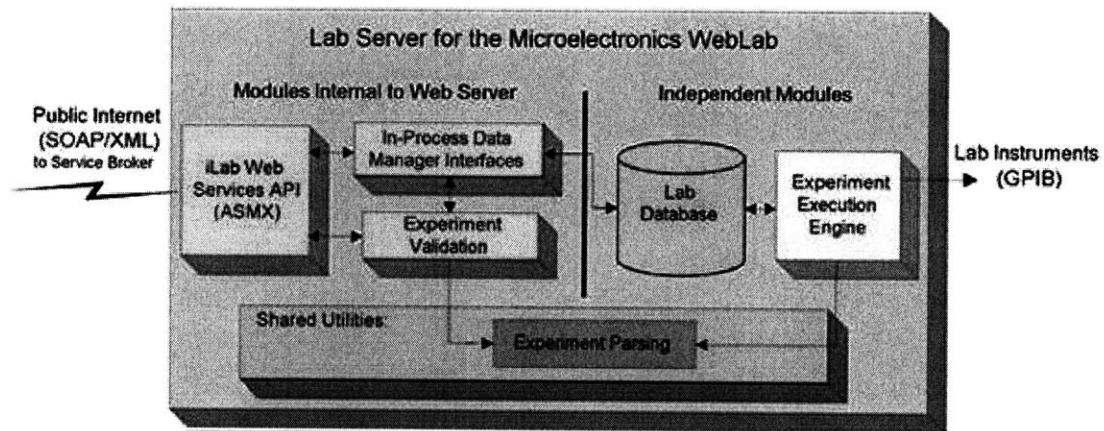 Lab Server for the Microelectronics WebLab
Modules Internal to Web Server
Independent Modules
Public Internet
(SOAP/XML)
to Service Broker
iLab Web
Services API
(ASMX)
In-Process Data
Manager Interfaces
Experiment
Validation
Lab
Database
Experiment
Execution
Engine
Lab Instruments
(GPIB)
Shared Utilities:
Experiment Parsing